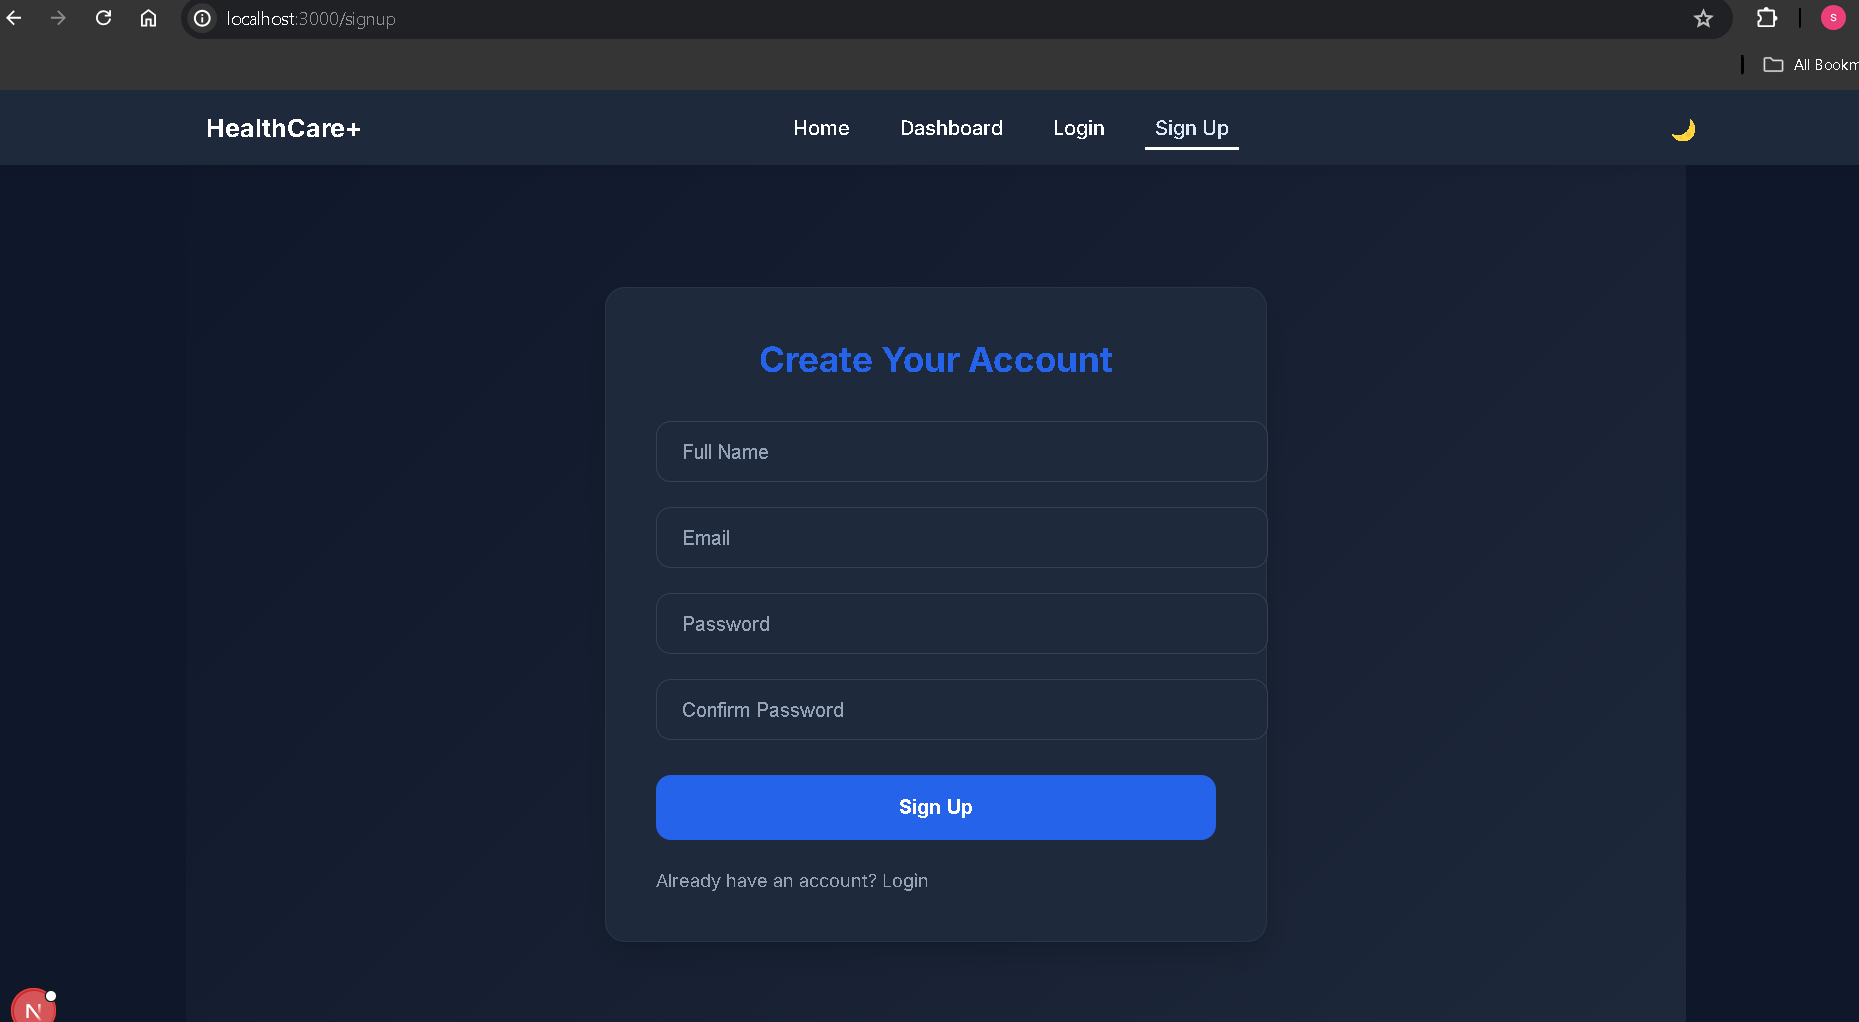 localhost:3000/signup
S
All Bookm
HealthCare+
Home Dashboard Login Sign Up
Create Your Account
Full Name
Email
Password
Confirm Password
Sign Up
Already have an account? Login
N